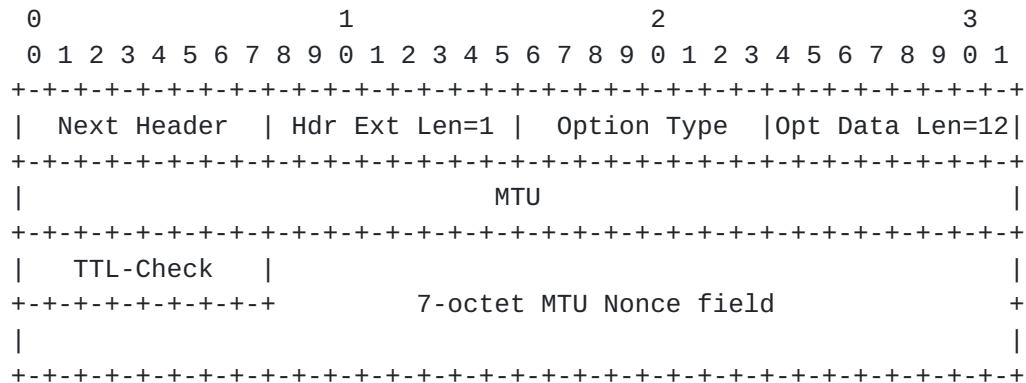 0                   1                   2                   3
 0 1 2 3 4 5 6 7 8 9 0 1 2 3 4 5 6 7 8 9 0 1 2 3 4 5 6 7 8 9 0 1
+-+-+-+-+-+-+-+-+-+-+-+-+-+-+-+-+-+-+-+-+-+-+-+-+-+-+-+-+-+-+-+-+
|  Next Header  | Hdr Ext Len=1 |  Option Type  |Opt Data Len=12|
+-+-+-+-+-+-+-+-+-+-+-+-+-+-+-+-+-+-+-+-+-+-+-+-+-+-+-+-+-+-+-+-+
|                              MTU                              |
+-+-+-+-+-+-+-+-+-+-+-+-+-+-+-+-+-+-+-+-+-+-+-+-+-+-+-+-+-+-+-+-+
|   TTL-Check   |                                               |
+-+-+-+-+-+-+-+-+         7-octet MTU Nonce field               +
|                                                               |
+-+-+-+-+-+-+-+-+-+-+-+-+-+-+-+-+-+-+-+-+-+-+-+-+-+-+-+-+-+-+-+-+